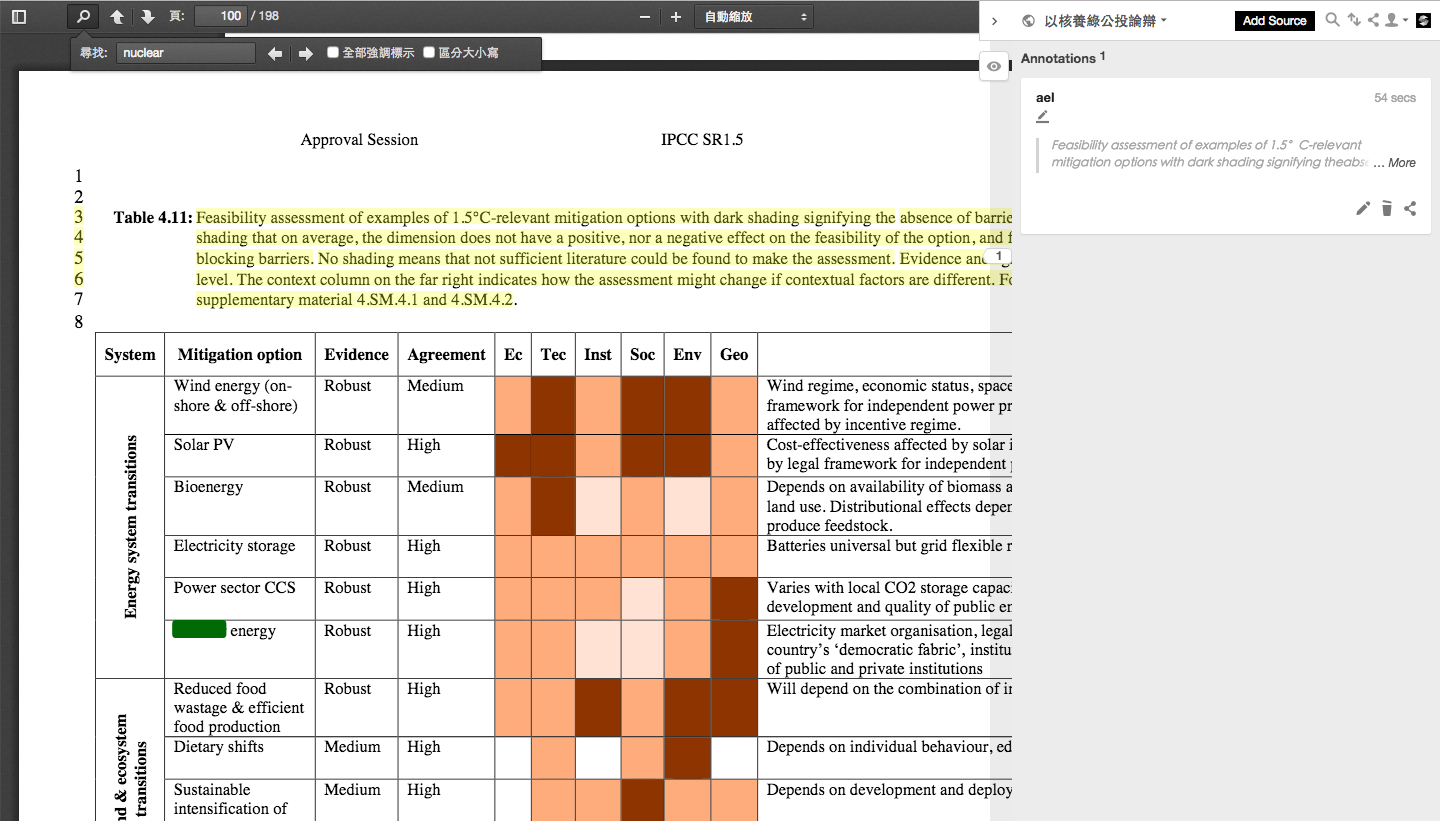 頁: 100 / 198
自動縮放
以核養綠公投論辯
Add Source
尋找: nuclear
全部強調標示
區分大小寫
Annotations 1
ael
54 secs
Feasibility assessment of examples of 1.5° C-relevant
mitigation options with dark shading signifying theabs
... More
Approval Session IPCC SR1.5
1
2
3 Table 4.11: Feasibility assessment of examples of 1.5°C-relevant mitigation options with dark shading signifying the absence of barrie
4 shading that on average, the dimension does not have a positive, nor a negative effect on the feasibility of the option, and f
5 blocking barriers. No shading means that not sufficient literature could be found to make the assessment. Evidence and
1
6 level. The context column on the far right indicates how the assessment might change if contextual factors are different. Fo
7 supplementary material 4.SM.4.1 and 4.SM.4.2.
8
System Mitigation option Evidence Agreement Ec Tec Inst Soc Env Geo
Energy system transitions
Wind energy (on- Robust Medium Wind regime, economic status, space
shore & off-shore) framework for independent power pr
affected by incentive regime.
Solar PV Robust High Cost-effectiveness affected by solar i
by legal framework for independent
Bioenergy Robust Medium Depends on availability of biomass a
land use. Distributional effects deper
produce feedstock.
Electricity storage Robust High Batteries universal but grid flexible r
Power sector CCS Robust High Varies with local CO2 storage capac
development and quality of public en
energy Robust High Electricity market organisation, legal
country's 'democratic fabric', institu
of public and private institutions
nd & ecosystem
transitions
Reduced food Robust High Will depend on the combination of in
wastage & efficient
food production
Dietary shifts Medium High Depends on individual behaviour, ed
Sustainable Medium High Depends on development and deploy
intensification of